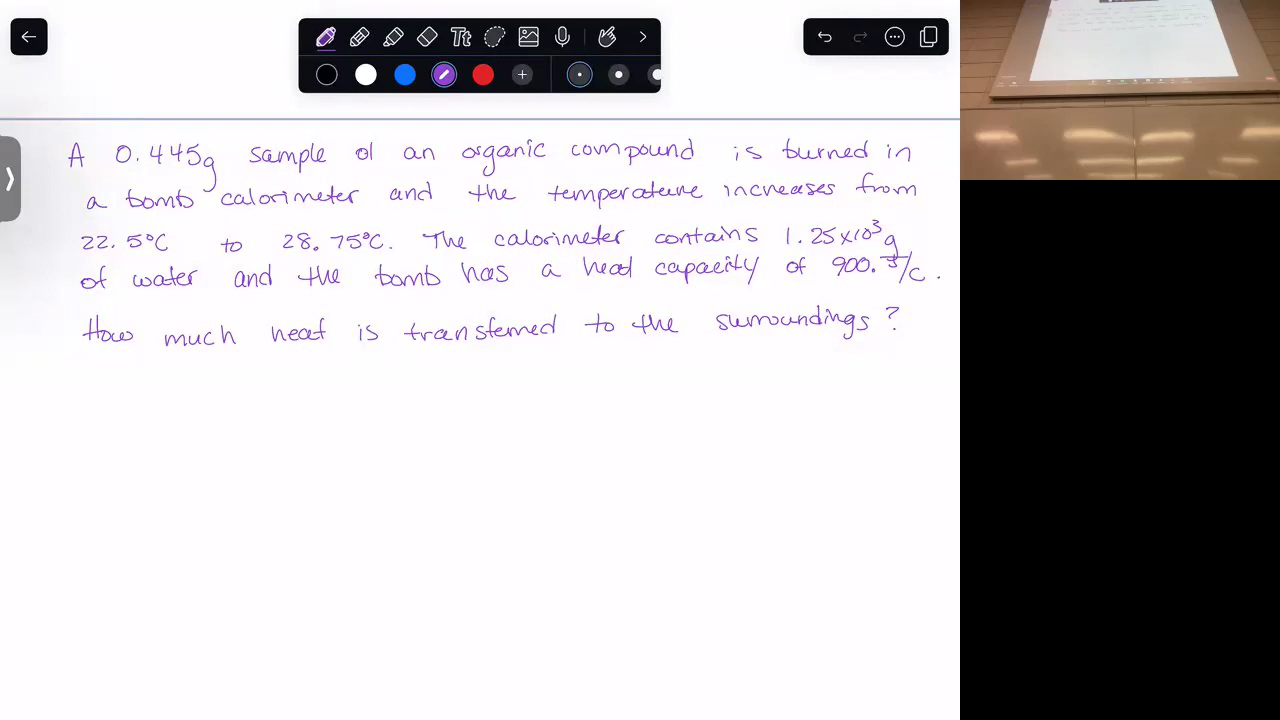 Tt
A 0.445g sample of an organic compound is burned in
a bomb calorimeter and the temperature increases from
22.5°C to 28.75°C. The calorimeter contains 1.25x10³g
of water and the bomb has a heat capacity of 900. J/C.
How much heat is transferred to the surroundings?